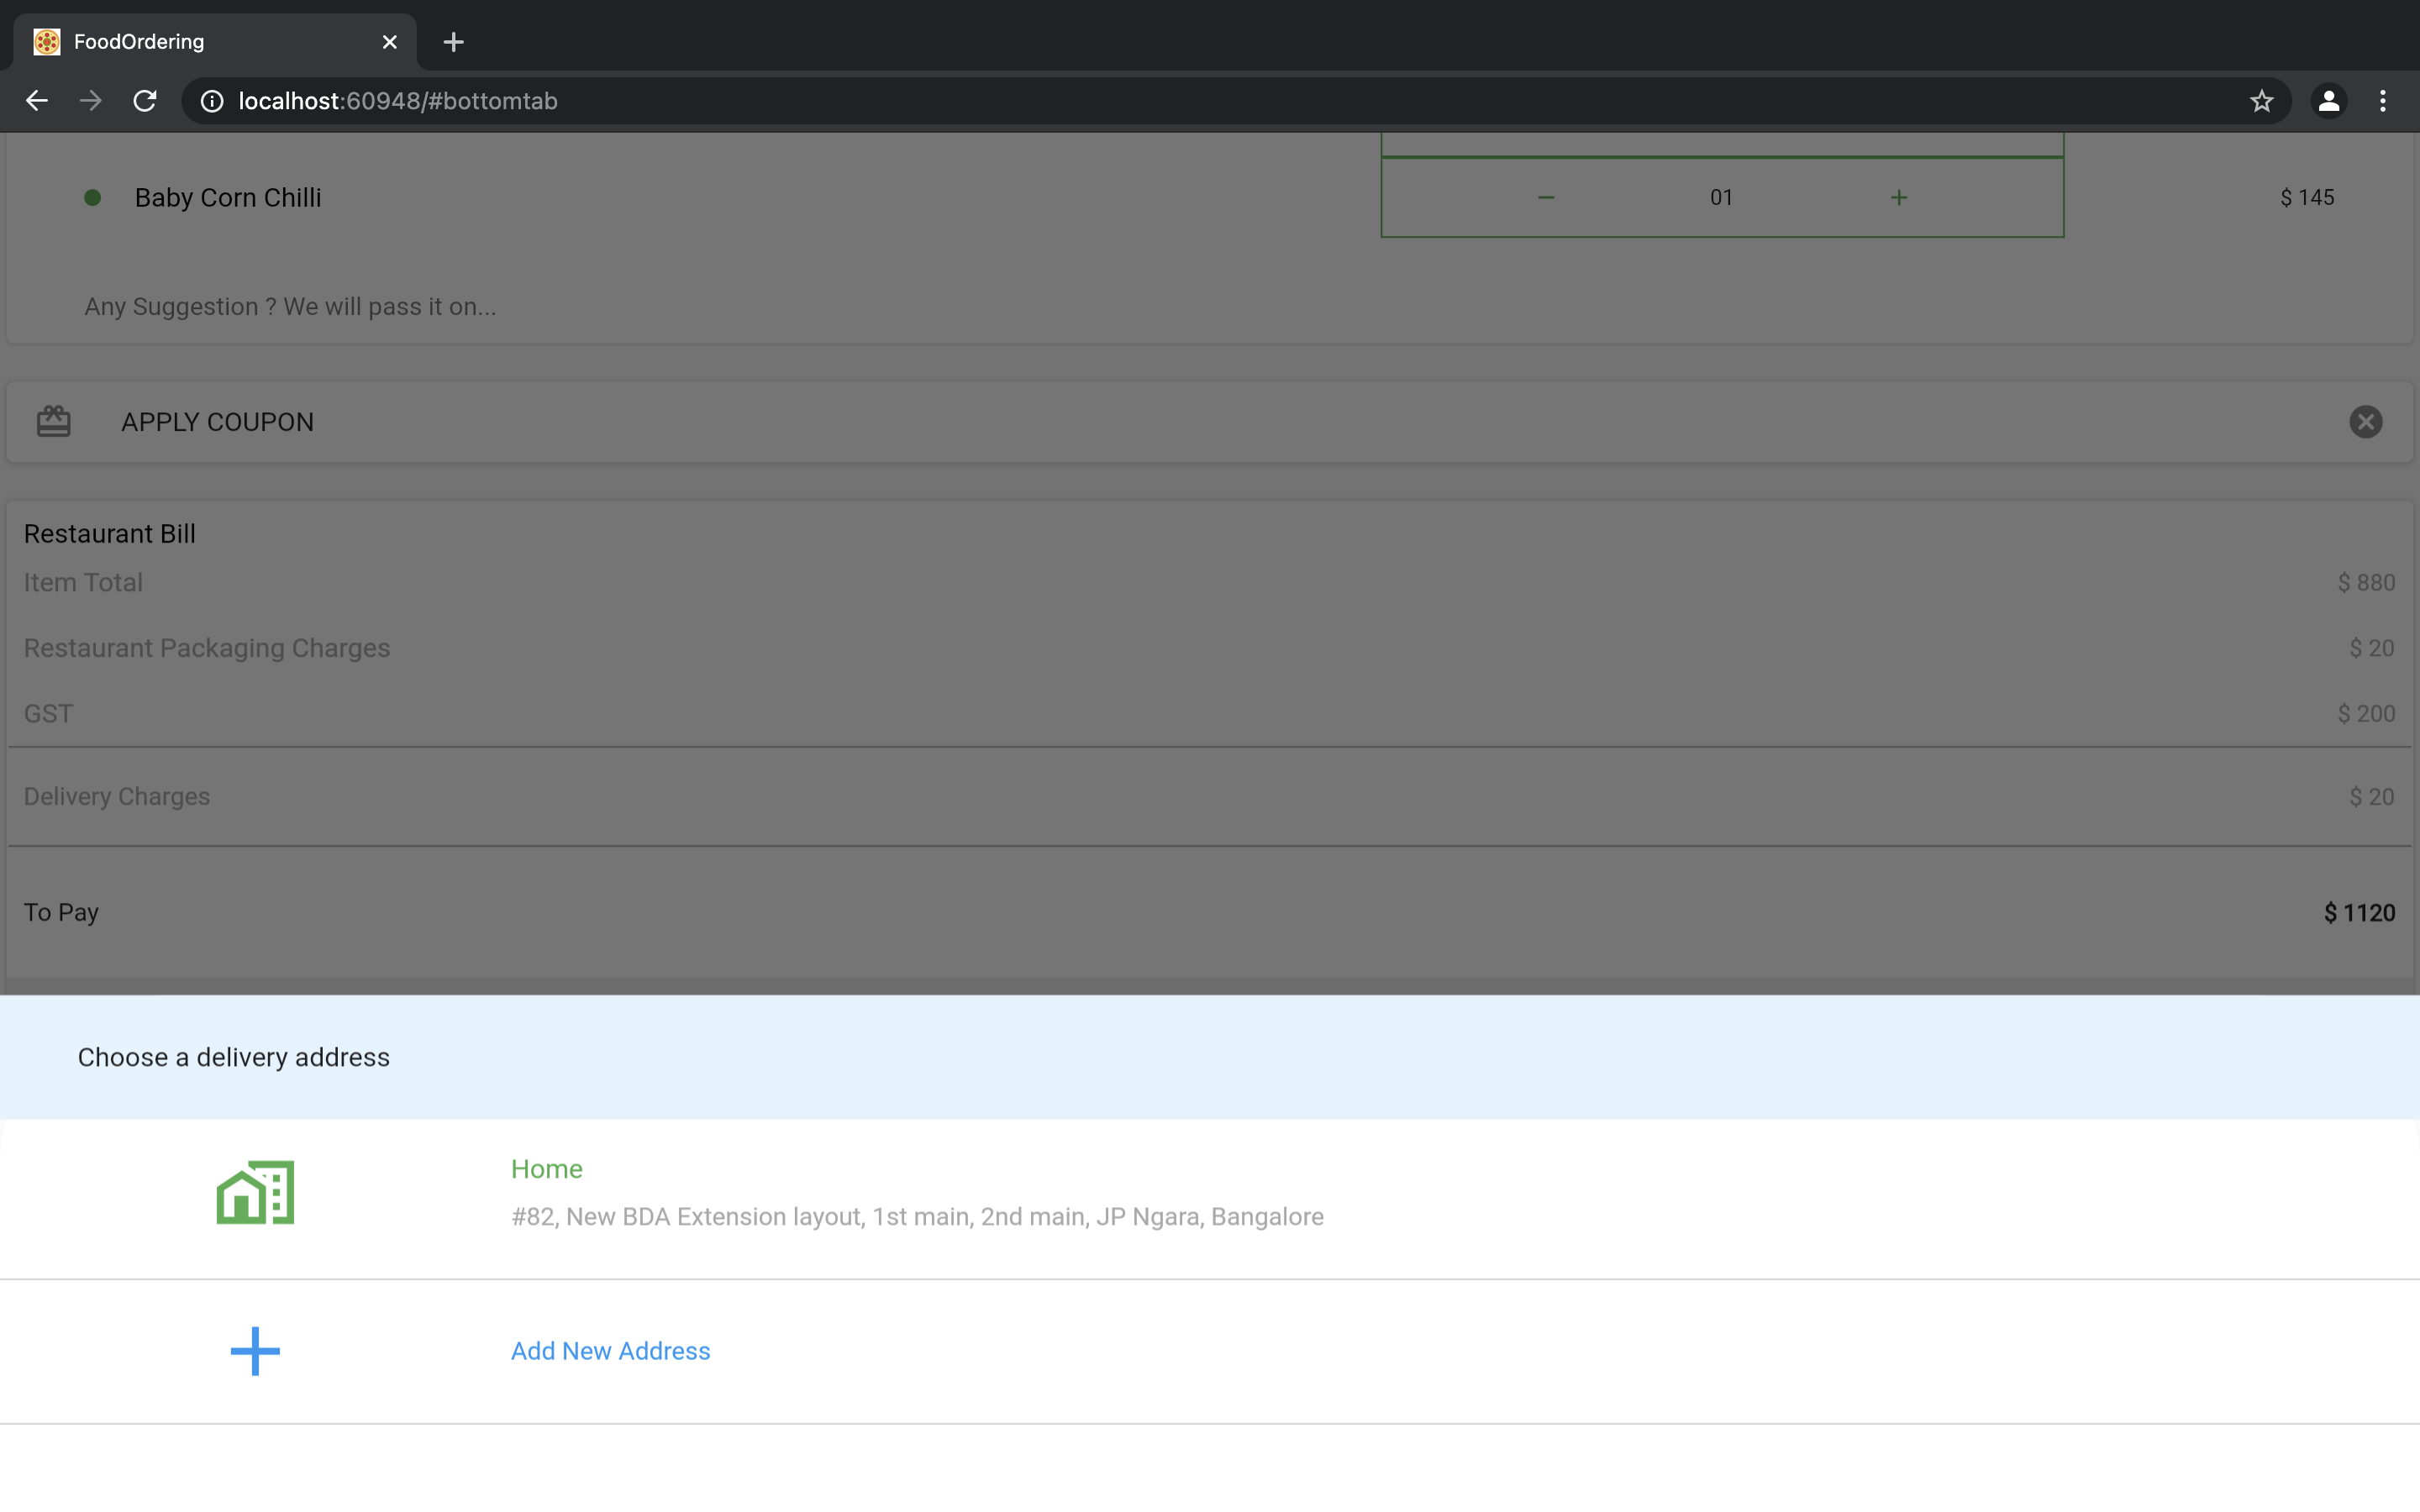 FoodOrdering
localhost:60948/#bottomtab
Baby Corn Chilli
01
$ 145
Any Suggestion ? We will pass it on...
APPLY COUPON
Restaurant Bill
Item Total
$ 880
Restaurant Packaging Charges
$ 20
GST
$ 200
Delivery Charges
$ 20
To Pay
$ 1120
Choose a delivery address
Home
#82, New BDA Extension layout, 1st main, 2nd main, JP Ngara, Bangalore
Add New Address